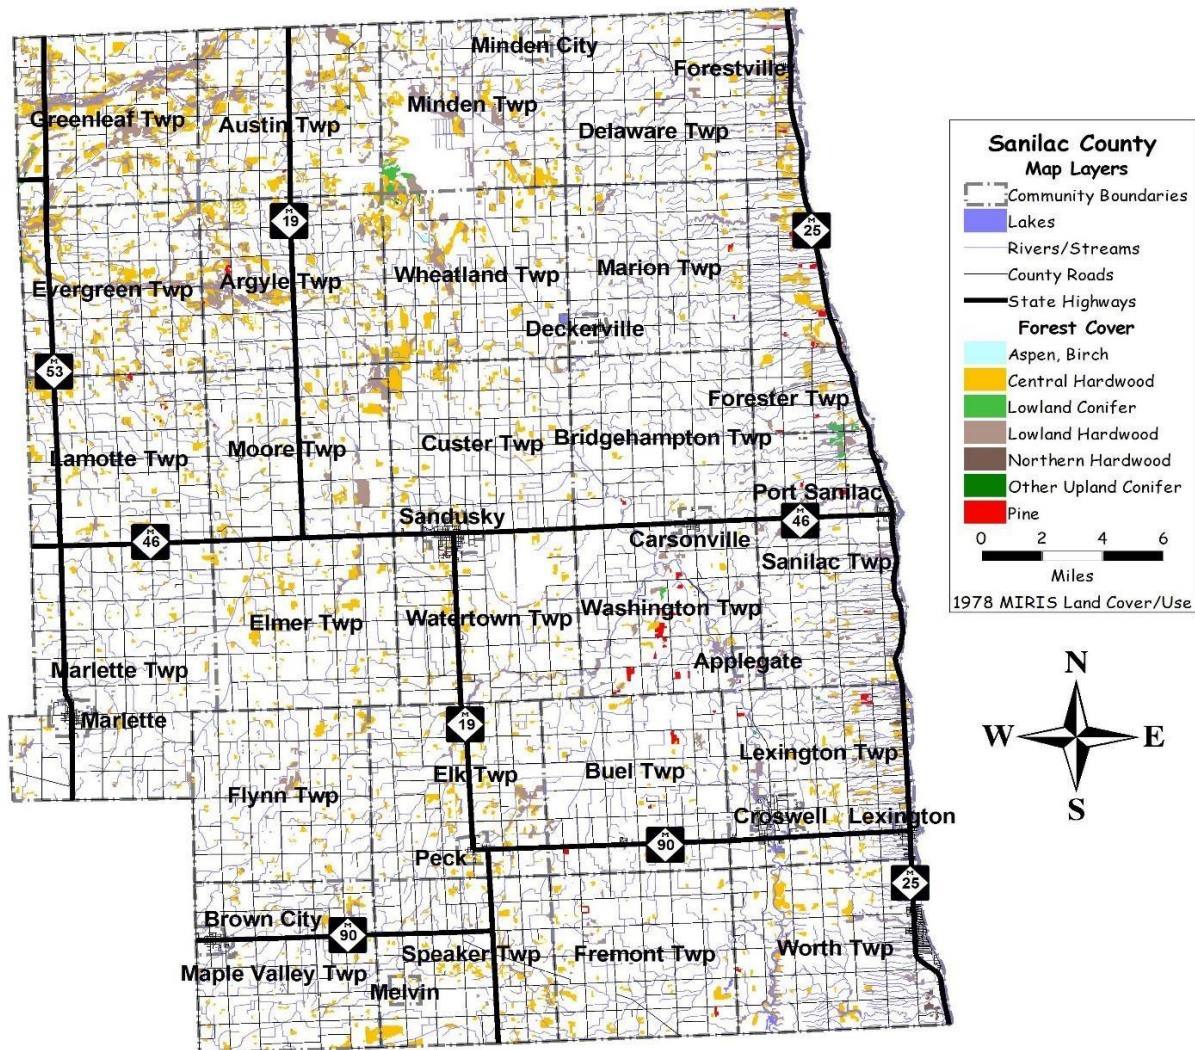 Minden City
Forestville
Minden Twp
Greenleaf Twp
Austin Twp
Delaware Twp
M
19
M
25
Evergreen Twp
Argyle Twp
Wheatland Twp
Marion Twp
Deckerville
M
53
Forester Twp
Lamotte Twp
Moore Twp
Custer Twp
Bridgehampton Twp
Port Sanilac
Sandusky
M
46
M
46
Carsonville
Sanilac Twp
Elmer Twp
Watertown Twp
Washington Twp
Marlette Twp
Applegate
Marlette
M
19
Lexington Twp
Flynn Twp
Elk Twp
Buel Twp
Croswell
Lexington
Peck
M
90
M
25
Brown City
M
90
Maple Valley Twp
Speaker Twp
Fremont Twp
Worth Twp
Melvin
Sanilac County
Map Layers
Community Boundaries
Lakes
Rivers/Streams
County Roads
State Highways
Forest Cover
Aspen, Birch
Central Hardwood
Lowland Conifer
Lowland Hardwood
Northern Hardwood
Other Upland Conifer
Pine
0 2 4 6
Miles
1978 MIRIS Land Cover/Use
N
W E
S